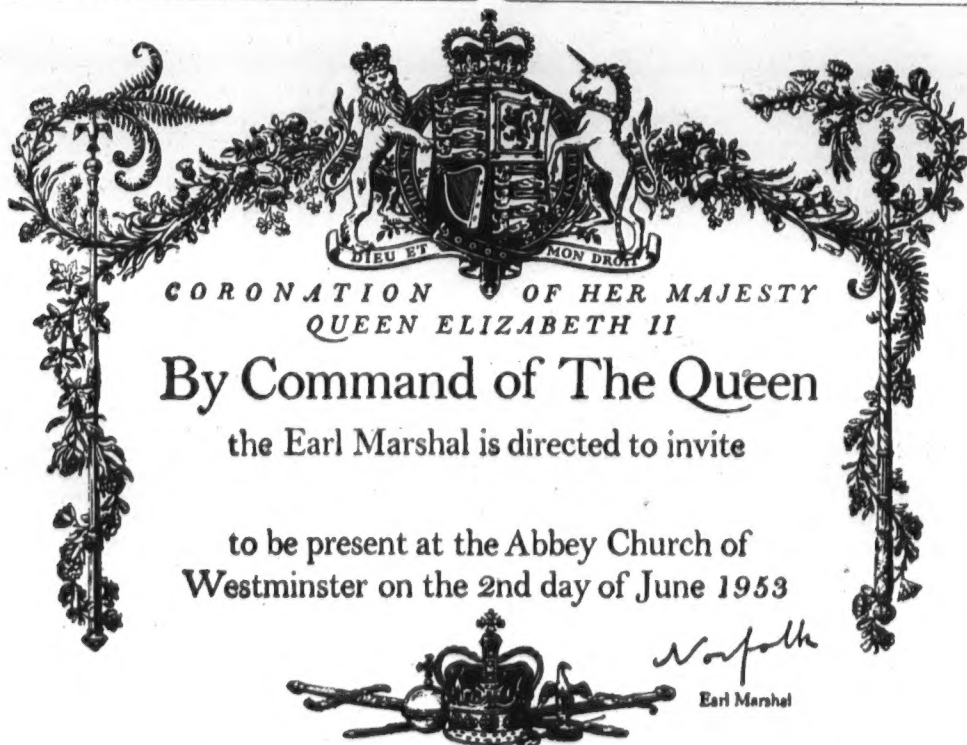 DIEU ET MON DROIT
CORONATION OF HER MAJESTY
QUEEN ELIZABETH II
By Command of The Queen
the Earl Marshal is directed to invite
to be present at the Abbey Church of
Westminster on the 2nd day of June 1953
Norfolk
Earl Marshal